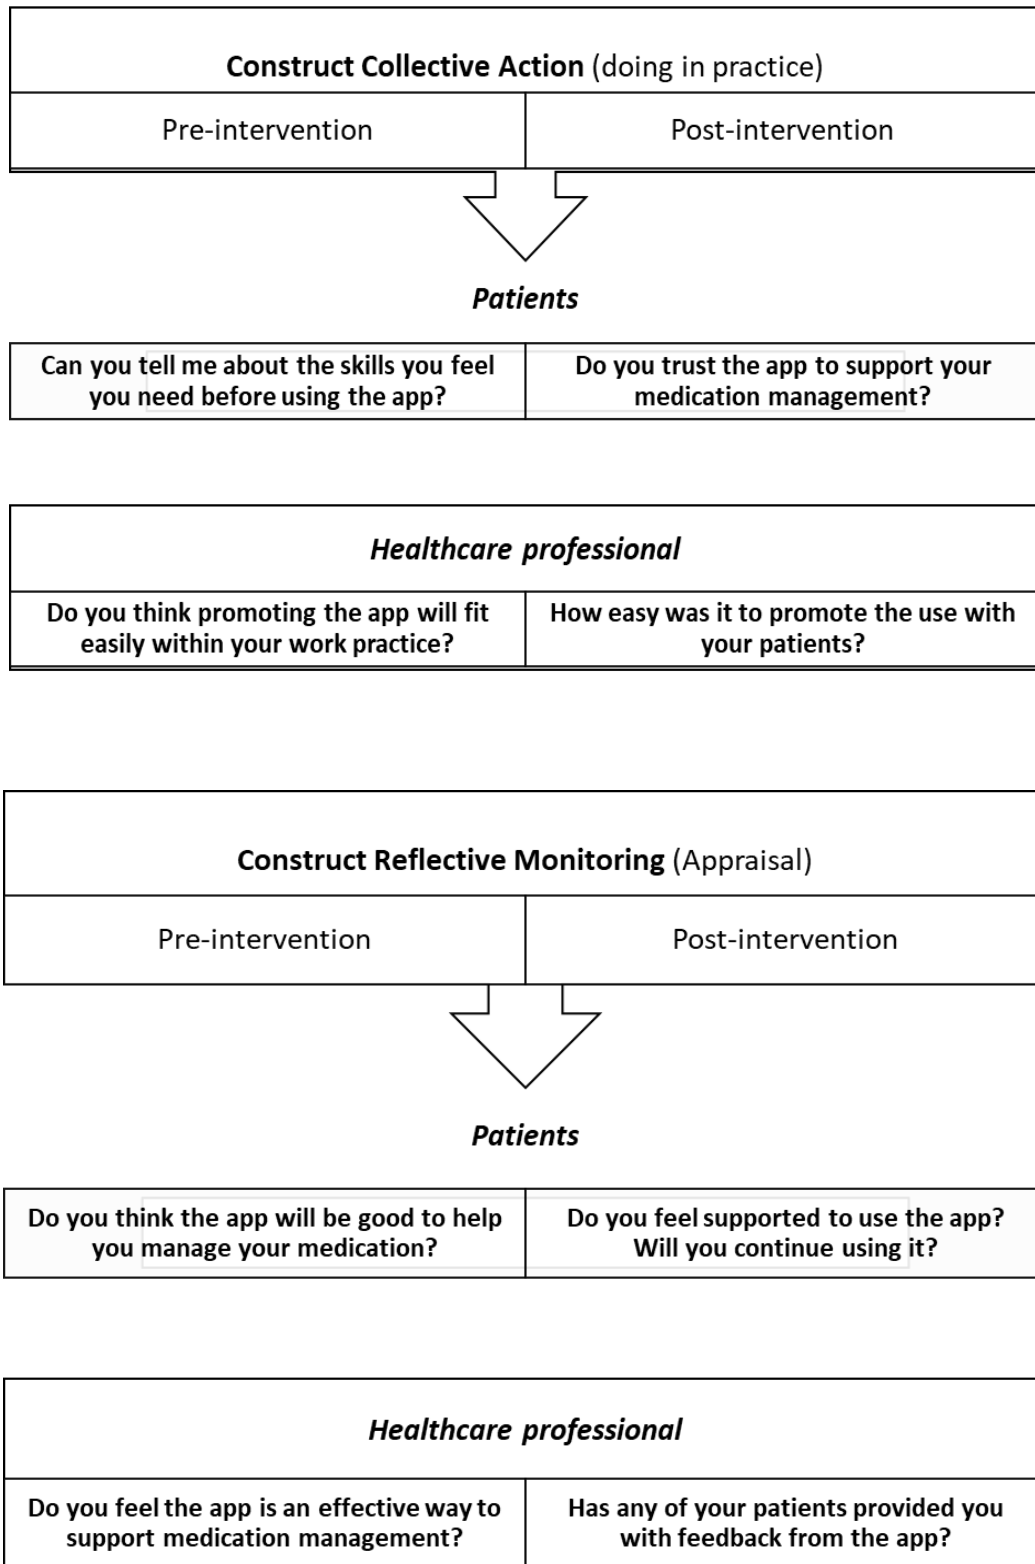 Construct Collective Action (doing in practice)
Pre-intervention
Post-intervention
Patients
Can you tell me about the skills you feel
you need before using the app?
Do you trust the app to support your
medication management?
Healthcare professional
Do you think promoting the app will fit
easily within your work practice?
How easy was it to promote the use with
your patients?
Construct Reflective Monitoring (Appraisal)
Pre-intervention
Post-intervention
Patients
Do you think the app will be good to help
you manage your medication?
Do you feel supported to use the app?
Will you continue using it?
Healthcare professional
Do you feel the app is an effective way to
support medication management?
Has any of your patients provided you
with feedback from the app?